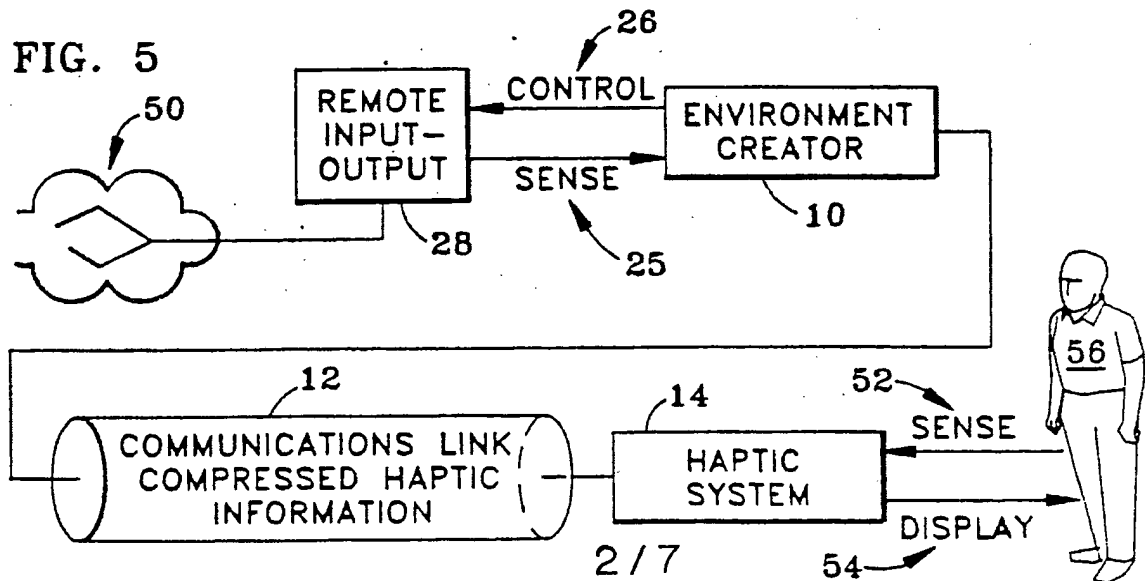 FIG. 5
50
26
REMOTE
INPUT-
OUTPUT
CONTROL
SENSE
ENVIRONMENT
CREATOR
28
25
10
12
COMMUNICATIONS LINK
COMPRESSED HAPTIC
INFORMATION
14
HAPTIC
SYSTEM
52
SENSE
DISPLAY
54
56
2/7